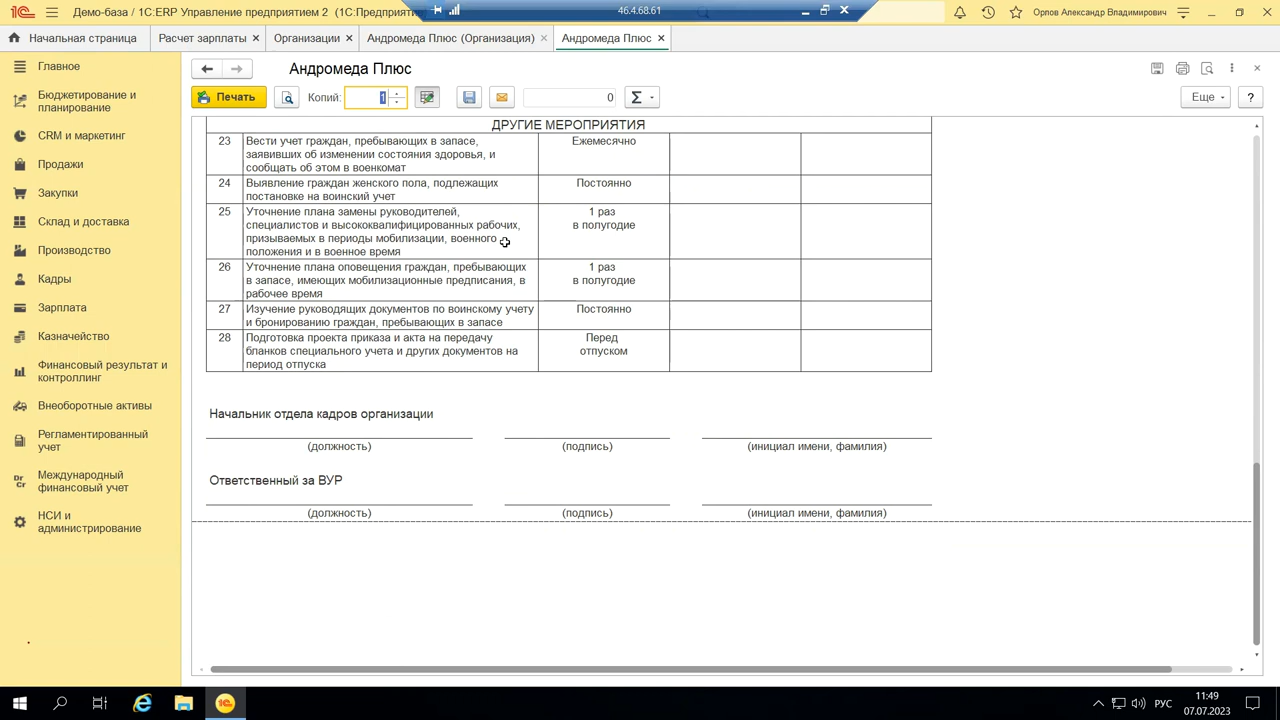 Демо-база / 1С:ERP Управление предприятием 2 (1С:Предприятие
46.4.68.61
Орлов Александр Владимирович
Начальная страница
Расчет зарплаты ×
Организации ×
Андромеда Плюс (Организация) ×
Андромеда Плюс ×
Главное
Бюджетирование и
планирование
CRM и маркетинг
Продажи
Закупки
Склад и доставка
Производство
Кадры
Зарплата
Казначейство
Финансовый результат и
контроллинг
Внеоборотные активы
Регламентированный
учет
Международный
финансовый учет
НСИ и
администрирование
Андромеда Плюс
Печать
Копий:
1
0
Σ
Еще
?
ДРУГИЕ МЕРОПРИЯТИЯ
23 Вести учет граждан, пребывающих в запасе, Ежемесячно
заявивших об изменении состояния здоровья, и
сообщать об этом в военкомат
24 Выявление граждан женского пола, подлежащих Постоянно
постановке на воинский учет
25 Уточнение плана замены руководителей, 1 раз
специалистов и высококвалифицированных рабочих, в полугодие
призываемых в периоды мобилизации, военного
положения и в военное время
26 Уточнение плана оповещения граждан, пребывающих 1 раз
в запасе, имеющих мобилизационные предписания, в в полугодие
рабочее время
27 Изучение руководящих документов по воинскому учету Постоянно
и бронированию граждан, пребывающих в запасе
28 Подготовка проекта приказа и акта на передачу Перед
бланков специального учета и других документов на отпуском
период отпуска
Начальник отдела кадров организации
(должность) (подпись) (инициал имени, фамилия)
Ответственный за ВУР
(должность) (подпись) (инициал имени, фамилия)
РУС
11:49
07.07.2023